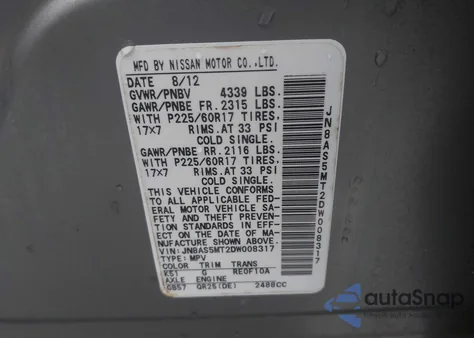 MFD BY NISSAN MOTOR CO.,LTD.
DATE 8/12
GVWR/PNBV 4339 LBS.
GAWR/PNBE FR. 2315 LBS.
WITH P225/60R17 TIRES,
17x7 RIMS. AT 33 PSI
COLD SINGLE.
GAWR/PNBE RR. 2116 LBS.
WITH P225/60R17 TIRES,
17x7 RIMS. AT 33 PSI
COLD SINGLE.
THIS VEHICLE CONFORMS
TO ALL APPLICABLE FED-
ERAL MOTOR VEHICLE SA-
FETY AND THEFT PREVEN-
TION STANDARDS IN EFF-
ECT ON THE DATE OF MA-
NUFACTURE SHOWN ABOVE.
VIN:JN8AS5MT2DW008317
TYPE: MPV
COLOR TRIM TRANS
K51 G RE0F10A
AXLE ENGINE
GB57 QR25(DE) 2488CC
JN8AS5MT2DW008317
AutoSnap